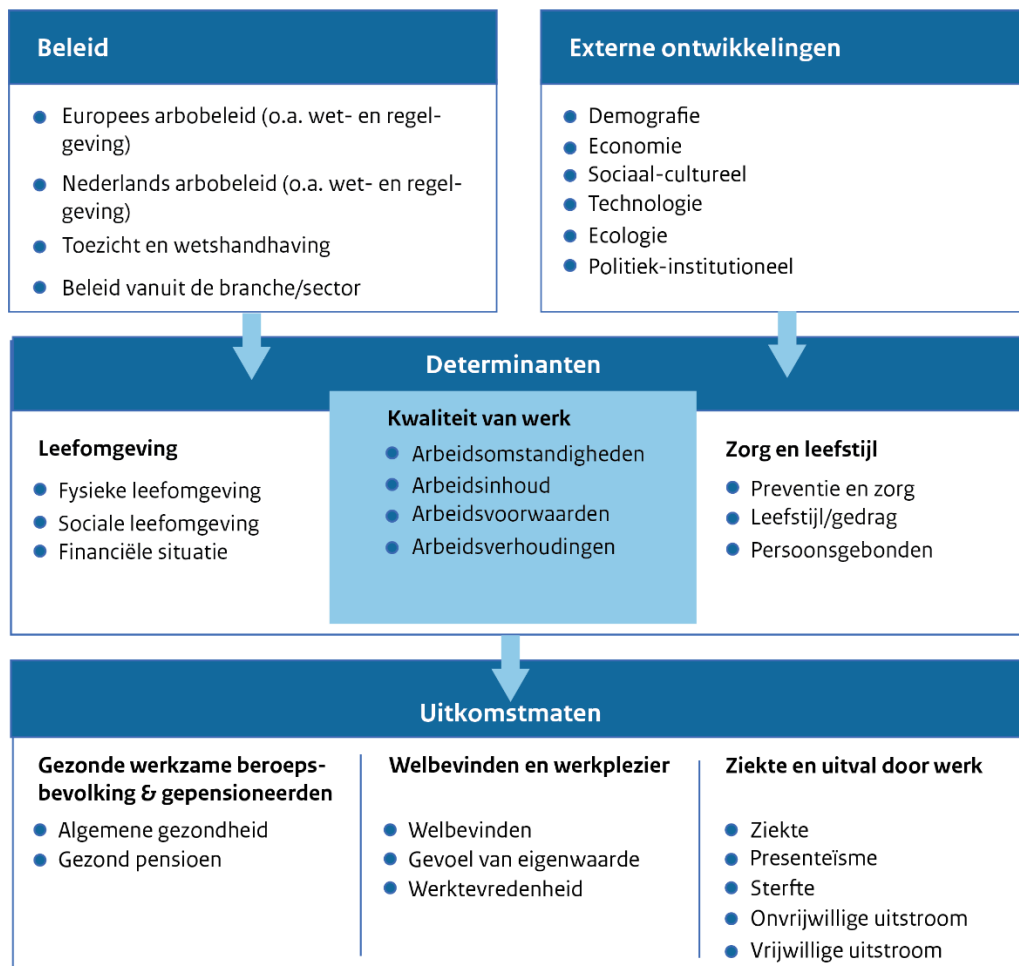 Beleid
Europees arbobeleid (o.a. wet- en regel-
geving)
Nederlands arbobeleid (o.a. wet- en regel-
geving)
Toezicht en wetshandhaving
Beleid vanuit de branche/sector
Externe ontwikkelingen
Demografie
Economie
Sociaal-cultureel
Technologie
Ecologie
Politiek-institutioneel
Determinanten
Leefomgeving
Fysieke leefomgeving
Sociale leefomgeving
Financiële situatie
Kwaliteit van werk
Arbeidsomstandigheden
Arbeidsinhoud
Arbeidsvoorwaarden
Arbeidsverhoudingen
Zorg en leefstijl
Preventie en zorg
Leefstijl/gedrag
Persoonsgebonden
Uitkomstmaten
Gezonde werkzame beroeps-
bevolking & gepensioneerden
Algemene gezondheid
Gezond pensioen
Welbevinden en werkplezier
Welbevinden
Gevoel van eigenwaarde
Werktevredenheid
Ziekte en uitval door werk
Ziekte
Presenteïsme
Sterfte
Onvrijwillige uitstroom
Vrijwillige uitstroom